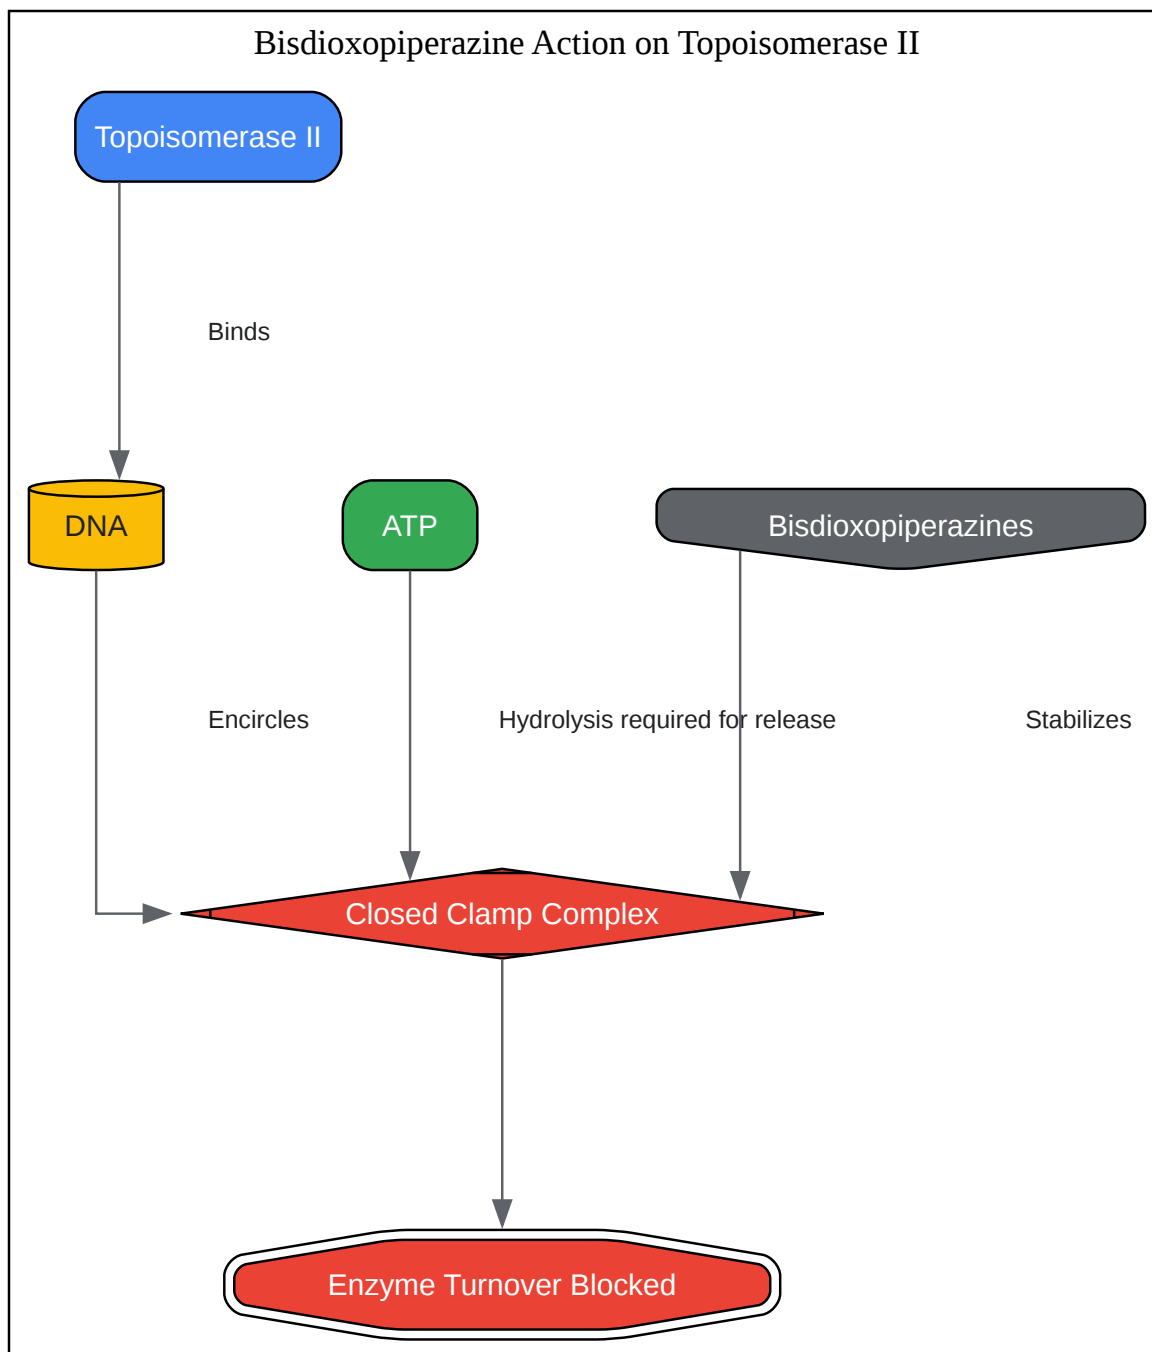 Bisdioxopiperazine Action on Topoisomerase II
Topoisomerase II
Binds
DNA
ATP
Bisdioxopiperazines
Encircles
Hydrolysis required for release
Stabilizes
Closed Clamp Complex
Enzyme Turnover Blocked